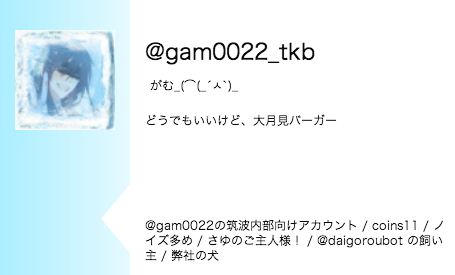 @gam0022_tkb
がむ_(⌒(_´ㅅ`)_
どうでもいいけど、大月見バーガー
@gam0022の筑波内部向けアカウント / coins11 / ノ
イズ多め / さゆのご主人様！ / @daigoroubot の飼い
主 / 弊社の犬